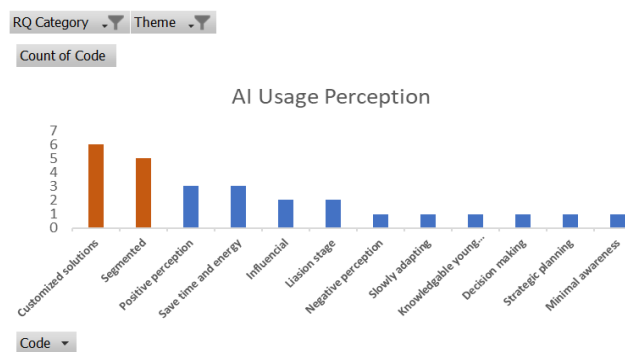 RQ Category Theme
Count of Code
AI Usage Perception
7
6
5
4
3
2
1
0
Customized solutions
Segmented
Positive perception
Save time and energy
Influencial
Liasion stage
Negative perception
Slowly adapting
Knowledgable young...
Decision making
Strategic planning
Minimal awareness
Code